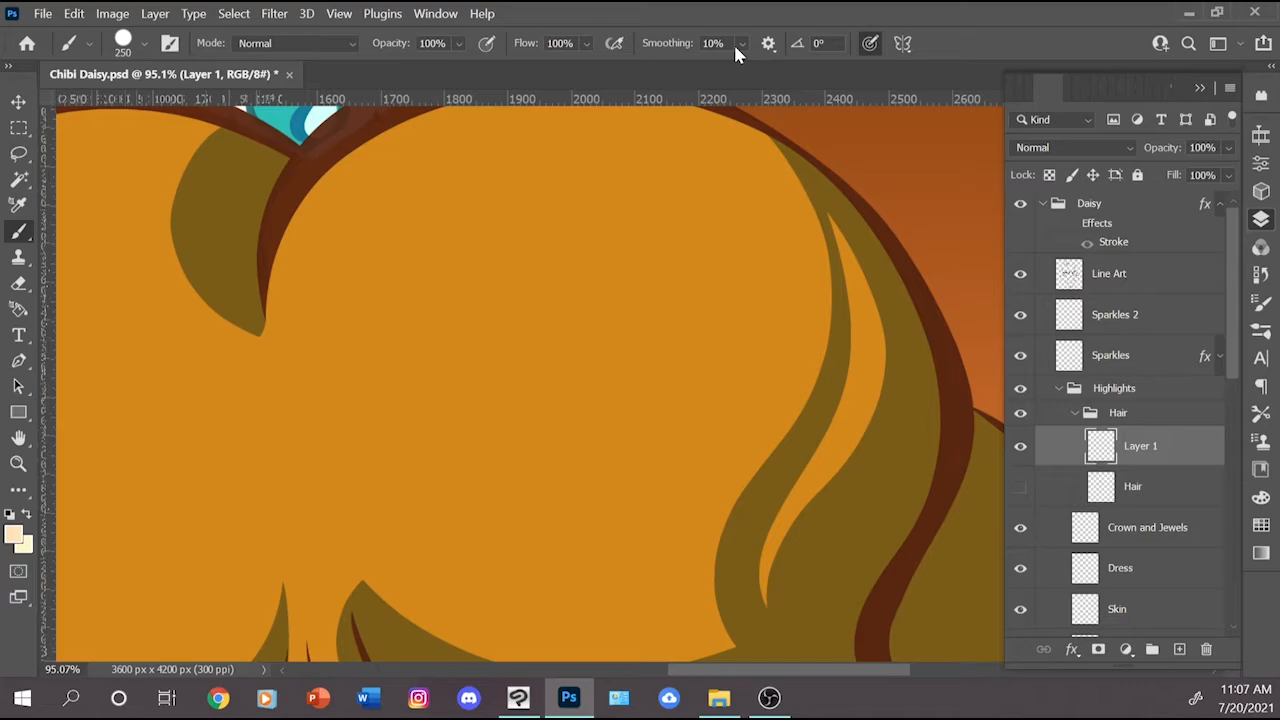 Ps File Edit Image Layer Type Select Filter 3D View Plugins Window Help
250 Mode: Normal Opacity: 100% Flow: 100% Smoothing: 10% 0°
Chibi Daisy.psd @ 95.1% (Layer 1, RGB/8#) *
1600 1700 1800 1900 2000 2100 2200 2300 2400 2500 2600
Kind
Normal Opacity: 100%
Lock: Fill: 100%
Daisy fx
Effects
Stroke
Line Art
Sparkles 2
Sparkles fx
Highlights
Hair
Layer 1
Hair
Crown and Jewels
Dress
Skin
95.07% 3600 px x 4200 px (300 ppi)
11:07 AM
7/20/2021